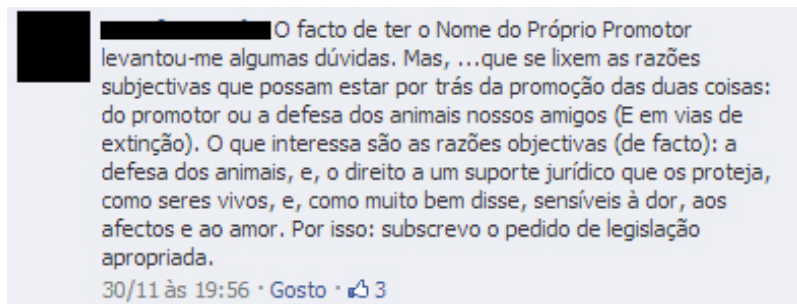 O facto de ter o Nome do Próprio Promotor
levantou-me algumas dúvidas. Mas, ...que se lixem as razões
subjectivas que possam estar por trás da promoção das duas coisas:
do promotor ou a defesa dos animais nossos amigos (E em vias de
extinção). O que interessa são as razões objectivas (de facto): a
defesa dos animais, e, o direito a um suporte jurídico que os proteja,
como seres vivos, e, como muito bem disse, sensíveis à dor, aos
afectos e ao amor. Por isso: subscrevo o pedido de legislação
apropriada.
30/11 às 19:56 · Gosto · 3